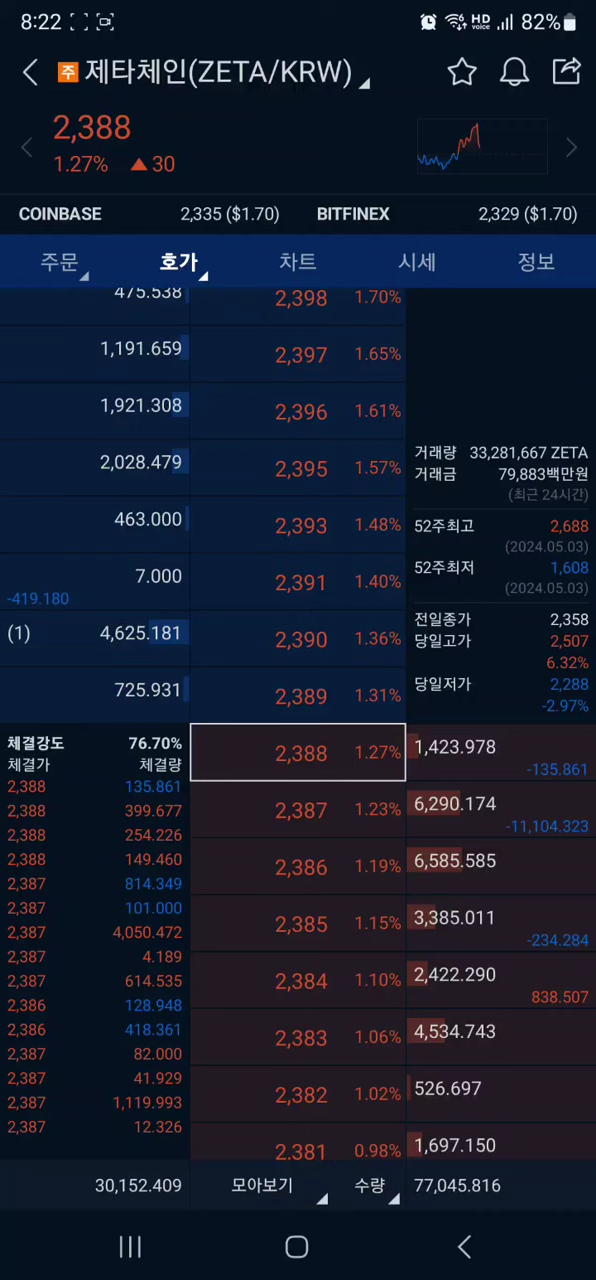 8:22 HD voice 82%
주 제타체인(ZETA/KRW)
2,388
1.27% ▲30
COINBASE 2,335 ($1.70) BITFINEX 2,329 ($1.70)
주문 호가 차트 시세 정보
475.538 2,398 1.70%
1,191.659 2,397 1.65%
1,921.308 2,396 1.61%
2,028.479 2,395 1.57%
463.000 2,393 1.48%
7.000 2,391 1.40%
-419.180
(1) 4,625.181 2,390 1.36%
725.931 2,389 1.31%
거래량 33,281,667 ZETA
거래금 79,883백만원
(최근 24시간)
52주최고 2,688
(2024.05.03)
52주최저 1,608
(2024.05.03)
전일종가 2,358
당일고가 2,507
6.32%
당일저가 2,288
-2.97%
체결강도 76.70%
체결가 체결량
2,388 135.861
2,388 399.677
2,388 254.226
2,388 149.460
2,387 814.349
2,387 101.000
2,387 4,050.472
2,387 4.189
2,387 614.535
2,386 128.948
2,386 418.361
2,387 82.000
2,387 41.929
2,387 1,119.993
2,387 12.326
2,388 1.27% 1,423.978
-135.861
2,387 1.23% 6,290.174
-11,104.323
2,386 1.19% 6,585.585
2,385 1.15% 3,385.011
-234.284
2,384 1.10% 2,422.290
838.507
2,383 1.06% 4,534.743
2,382 1.02% 526.697
2,381 0.98% 1,697.150
30,152.409 모아보기 수량 77,045.816